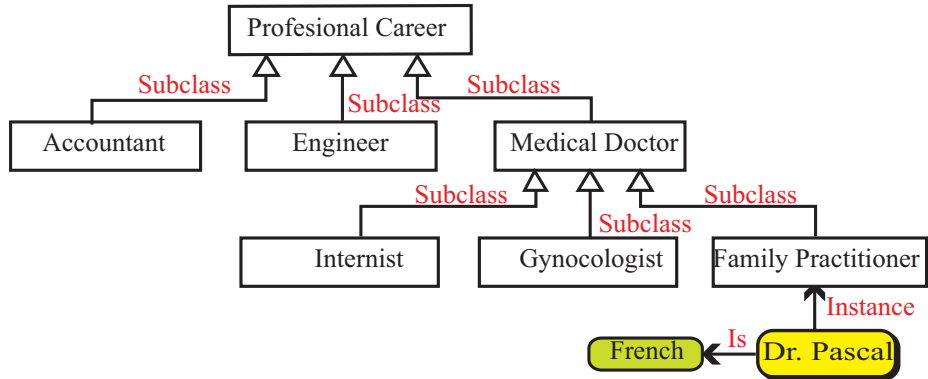 Profesional Career
Subclass
Subclass
Subclass
Accountant
Engineer
Medical Doctor
Subclass
Subclass
Subclass
Internist
Gynocologist
Family Practitioner
Instance
French
Is
Dr. Pascal